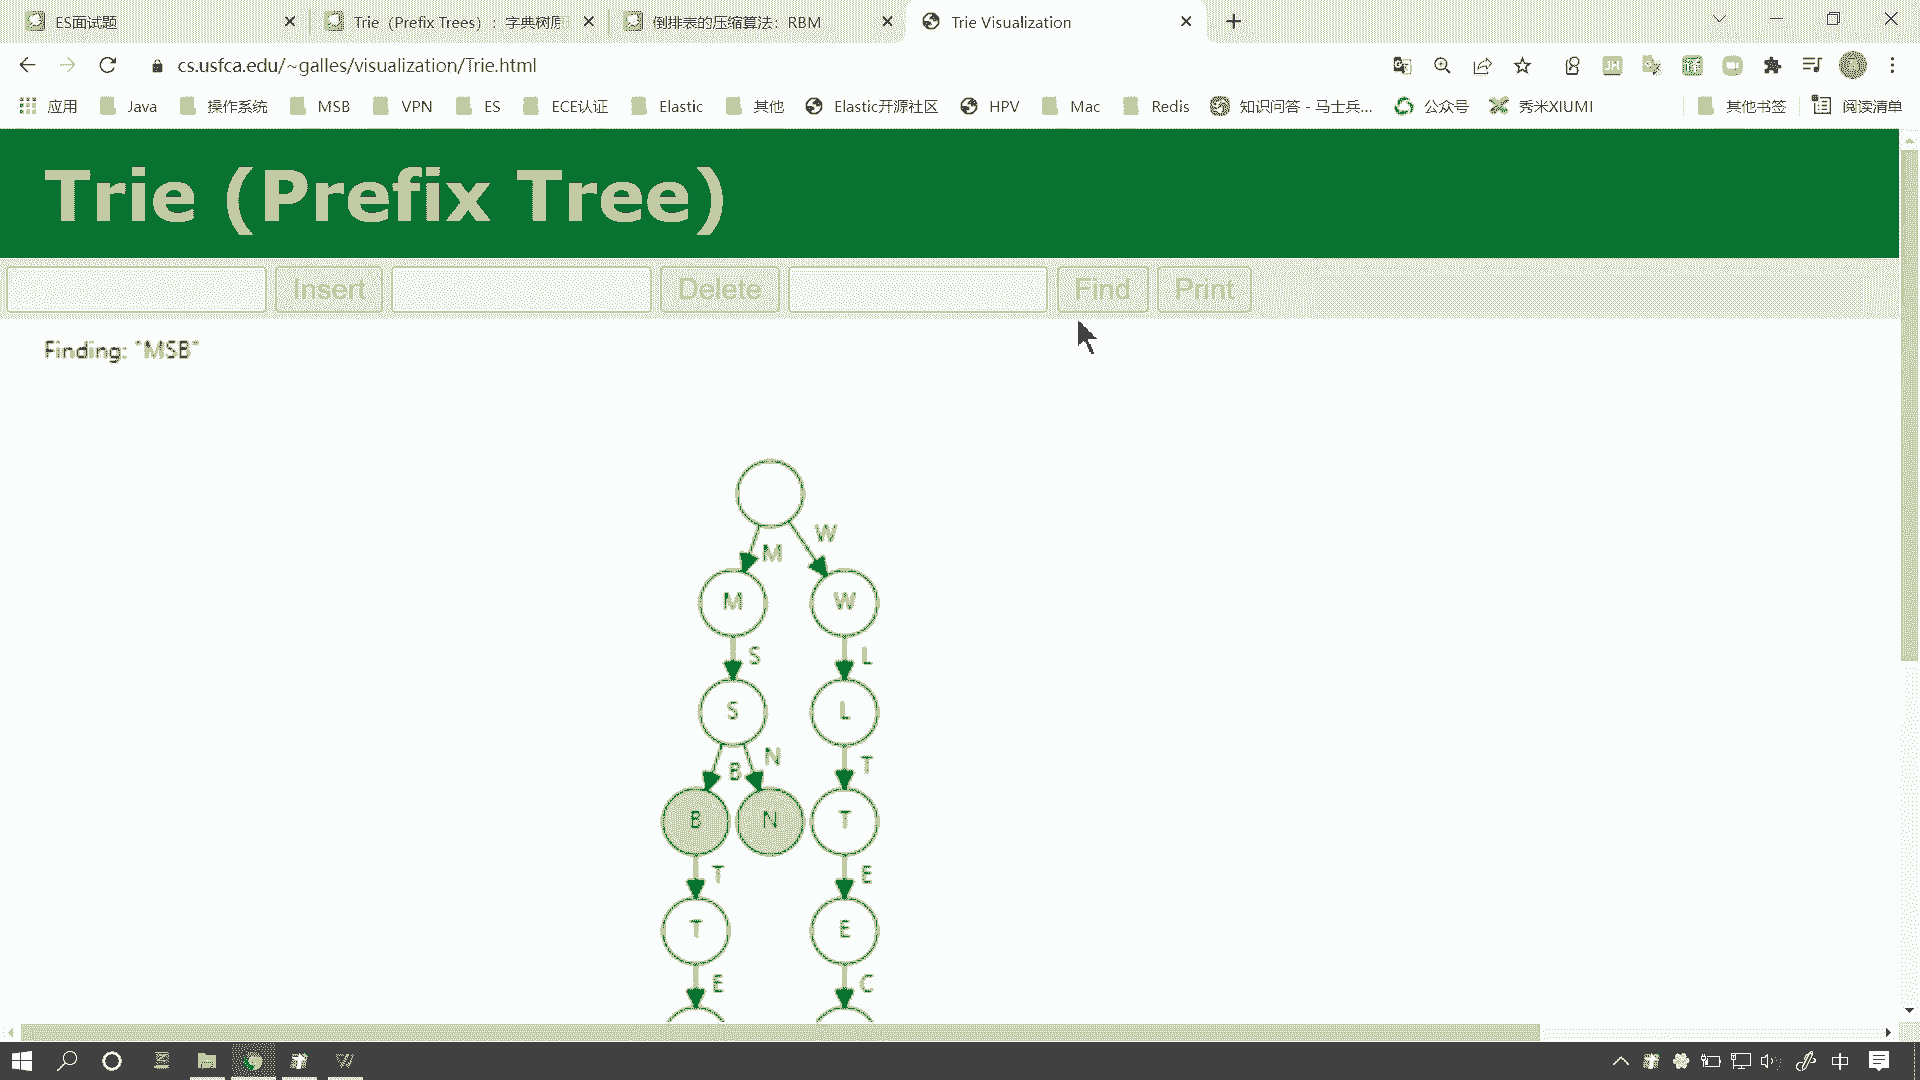 ES面试题
Trie（Prefix Trees）：字典树原
倒排表的压缩算法：RBM
Trie Visualization
cs.usfca.edu/~galles/visualization/Trie.html
应用 Java 操作系统 MSB VPN ES ECE认证 Elastic 其他 Elastic开源社区 HPV Mac Redis 知识问答 - 马士兵... 公众号 秀米XIUMI 其他书签 阅读清单
Trie (Prefix Tree)
Insert Delete Find Print
Finding: "MSB"
W
M
M W
S L
S L
N
B T
B N T
T E
T E
E C
中